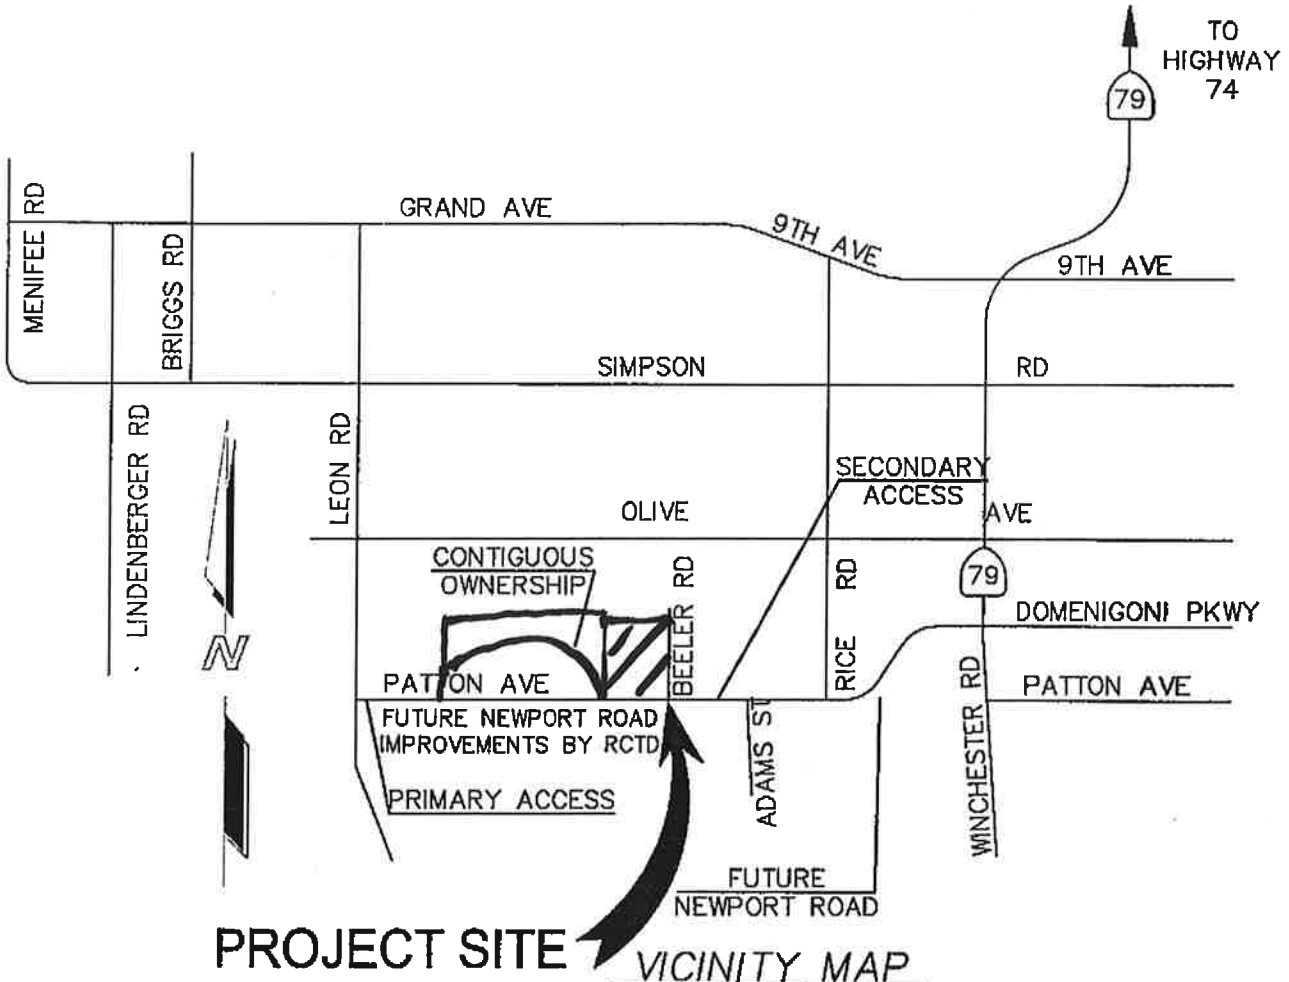 TO
HIGHWAY
74
79
MENIFEE RD
BRIGGS RD
GRAND AVE
9TH AVE
9TH AVE
SIMPSON RD
LINDENBERGER RD
LEON RD
SECONDARY
ACCESS
OLIVE AVE
CONTIGUOUS
OWNERSHIP
BEELER RD
RICE RD
79
DOMENIGONI PKWY
N
PATTON AVE
WINCHESTER RD
PATTON AVE
FUTURE NEWPORT ROAD
IMPROVEMENTS BY RCTD
ADAMS ST
PRIMARY ACCESS
FUTURE
NEWPORT ROAD
PROJECT SITE
VICINITY MAP